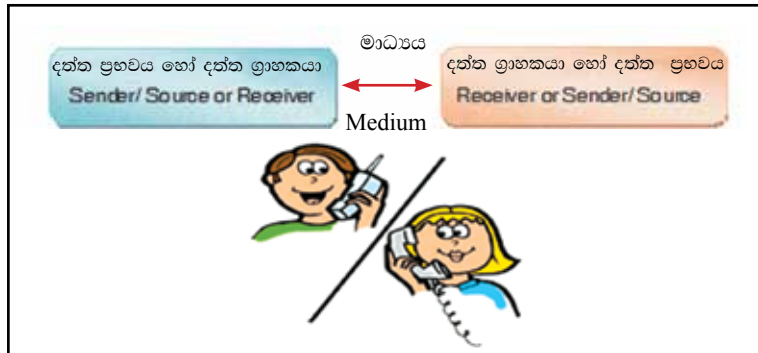 මාධ්‍යය
දත්ත ප්‍රභවය හෝ දත්ත ග්‍රාහකයා
Sender/ Source or Receiver
දත්ත ග්‍රාහකයා හෝ දත්ත ප්‍රභවය
Receiver or Sender/ Source
Medium